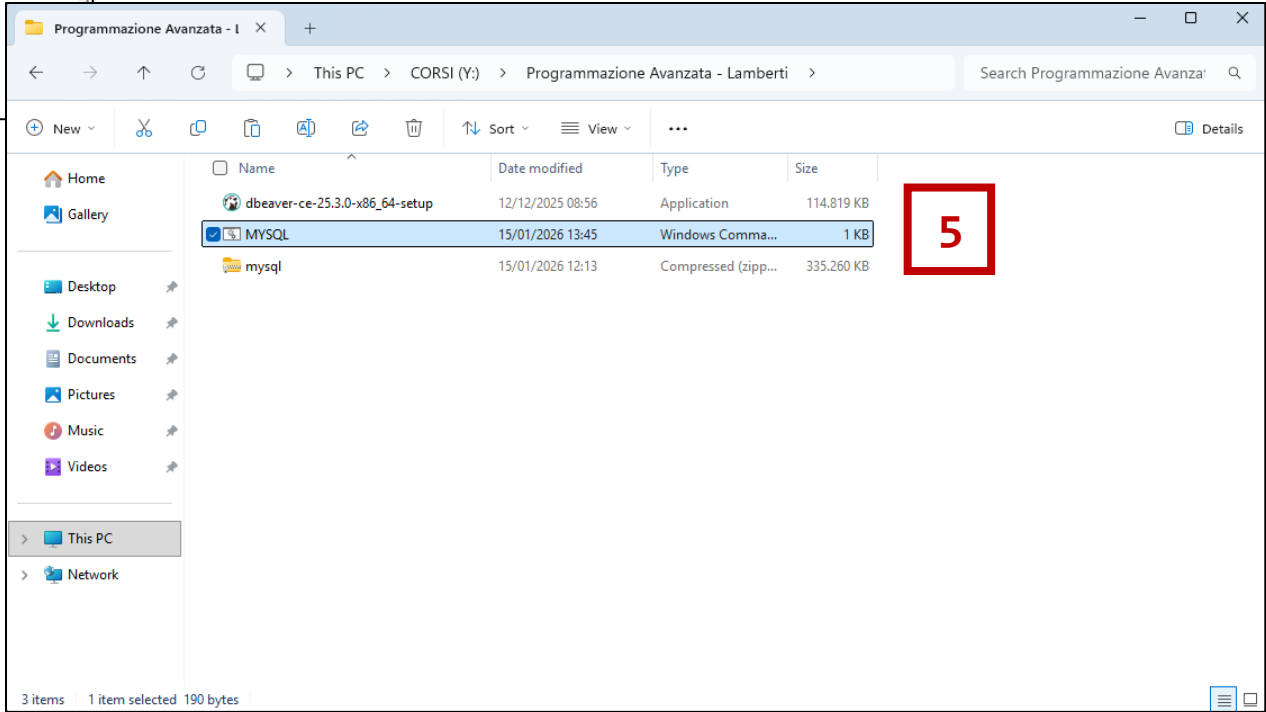 Programmazione Avanzata - L
This PC > CORSI (Y:) > Programmazione Avanzata - Lamberti >
Search Programmazione Avanza
New
Sort
View
Details
Name Date modified Type Size
dbeaver-ce-25.3.0-x86_64-setup 12/12/2025 08:56 Application 114.819 KB
MYSQL 15/01/2026 13:45 Windows Comma... 1 KB
mysql 15/01/2026 12:13 Compressed (zipp... 335.260 KB
5
Home
Gallery
Desktop
Downloads
Documents
Pictures
Music
Videos
This PC
Network
3 items 1 item selected 190 bytes